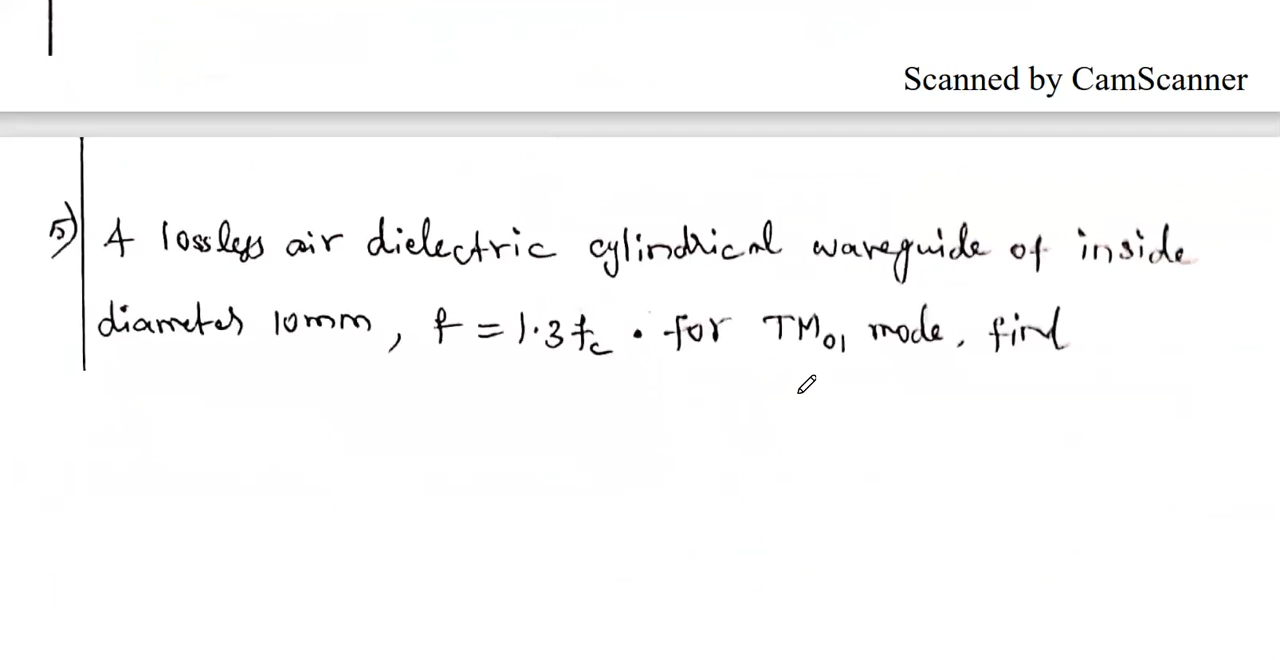 Scanned by CamScanner
5) A lossless air dielectric cylindrical waveguide of inside
diameter 10mm, f = 1.3fc. for TM01 mode, find